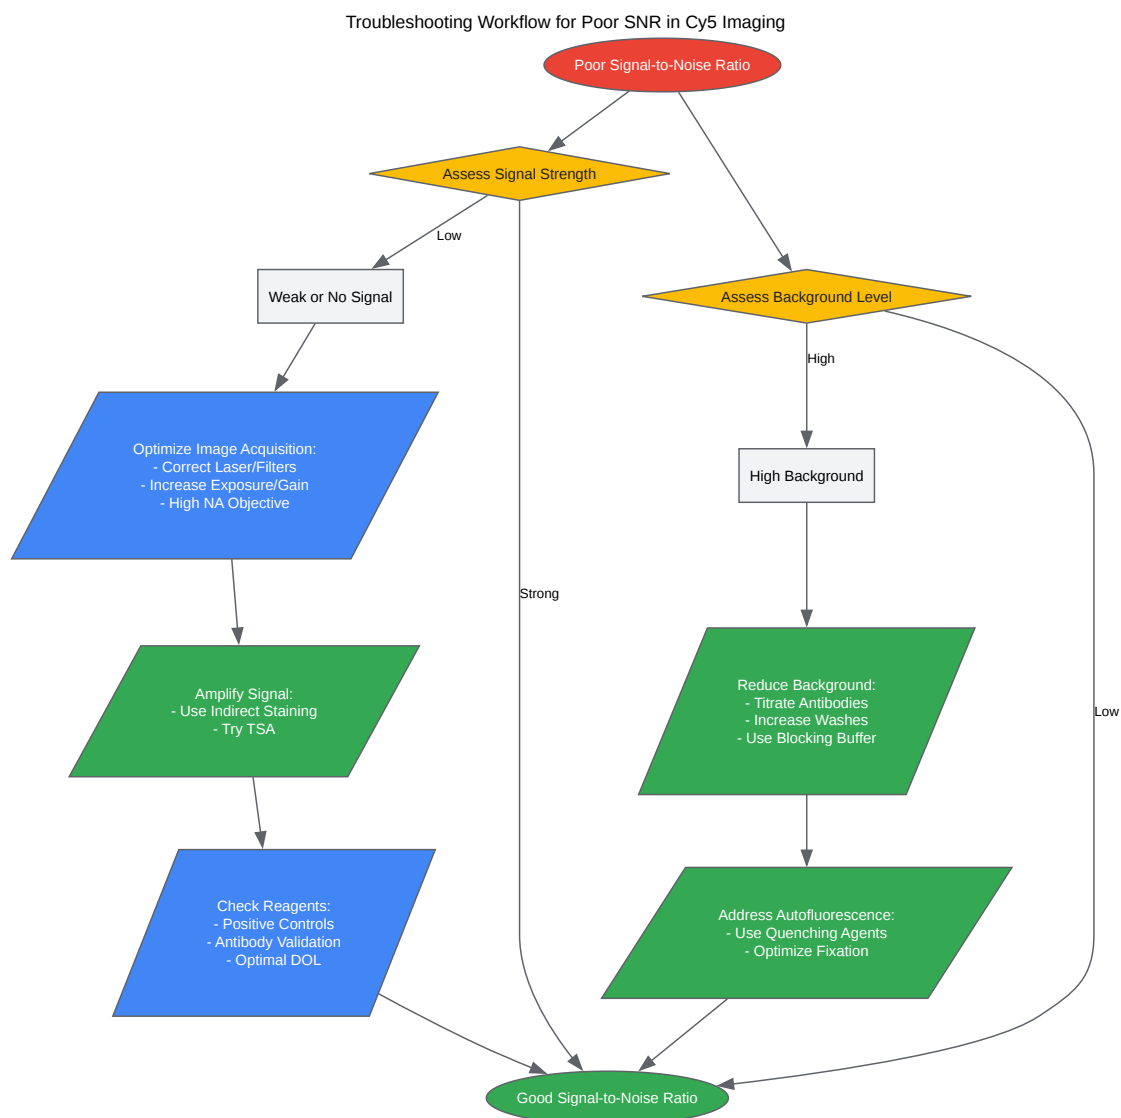 Troubleshooting Workflow for Poor SNR in Cy5 Imaging
Poor Signal-to-Noise Ratio
Assess Signal Strength
Low
Weak or No Signal
Assess Background Level
High
Optimize Image Acquisition:
- Correct Laser/Filters
- Increase Exposure/Gain
- High NA Objective
High Background
Strong
Amplify Signal:
- Use Indirect Staining
- Try TSA
Reduce Background:
- Titrate Antibodies
- Increase Washes
- Use Blocking Buffer
Low
Check Reagents:
- Positive Controls
- Antibody Validation
- Optimal DOL
Address Autofluorescence:
- Use Quenching Agents
- Optimize Fixation
Good Signal-to-Noise Ratio